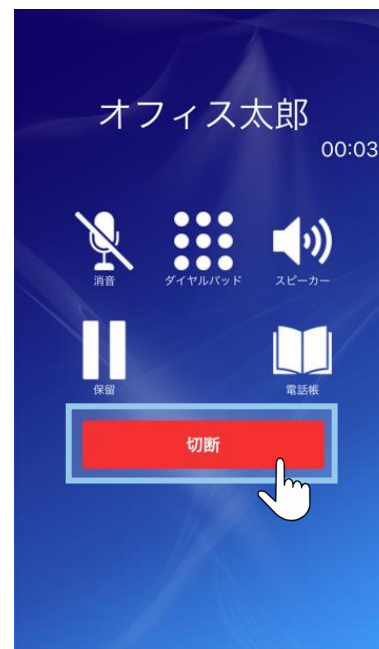 オフィス太郎
00:03
消音
ダイヤルパッド
スピーカー
保留
電話帳
切断